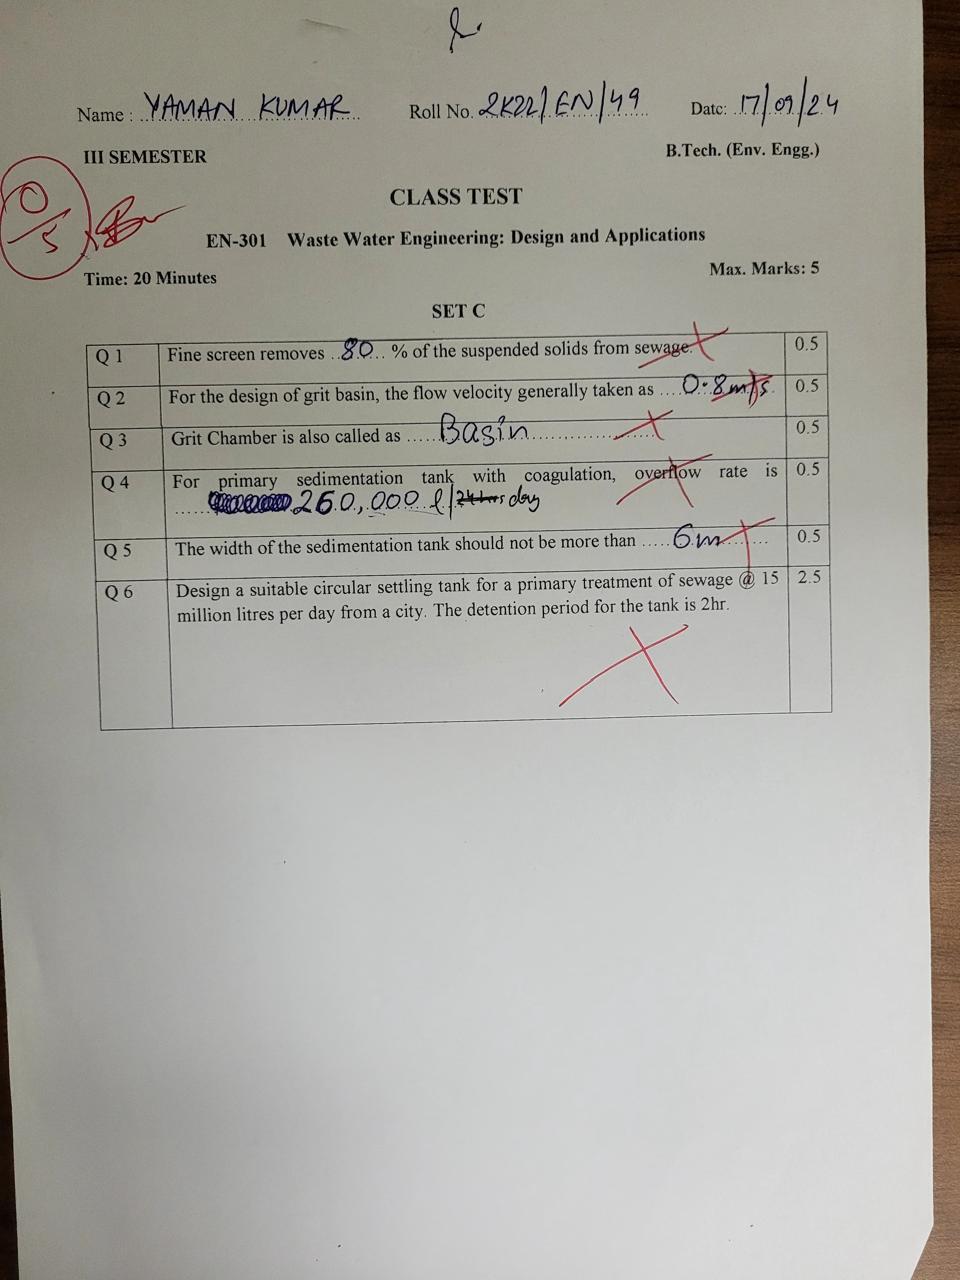 Name : YAMAN KUMAR Roll No. 2K22/EN/49 Date: 17/09/24
III SEMESTER B.Tech. (Env. Engg.)
0/5
CLASS TEST
EN-301 Waste Water Engineering: Design and Applications
Time: 20 Minutes Max. Marks: 5
SET C
Q 1 Fine screen removes ..80.. % of the suspended solids from sewage. 0.5
Q 2 For the design of grit basin, the flow velocity generally taken as ....0.8m/s. 0.5
Q 3 Grit Chamber is also called as ......Basin............... 0.5
Q 4 For primary sedimentation tank with coagulation, overflow rate is 0.5
......250,000 l/24hrs day
Q 5 The width of the sedimentation tank should not be more than .....6m....... 0.5
Q 6 Design a suitable circular settling tank for a primary treatment of sewage @ 15 2.5
million litres per day from a city. The detention period for the tank is 2hr.